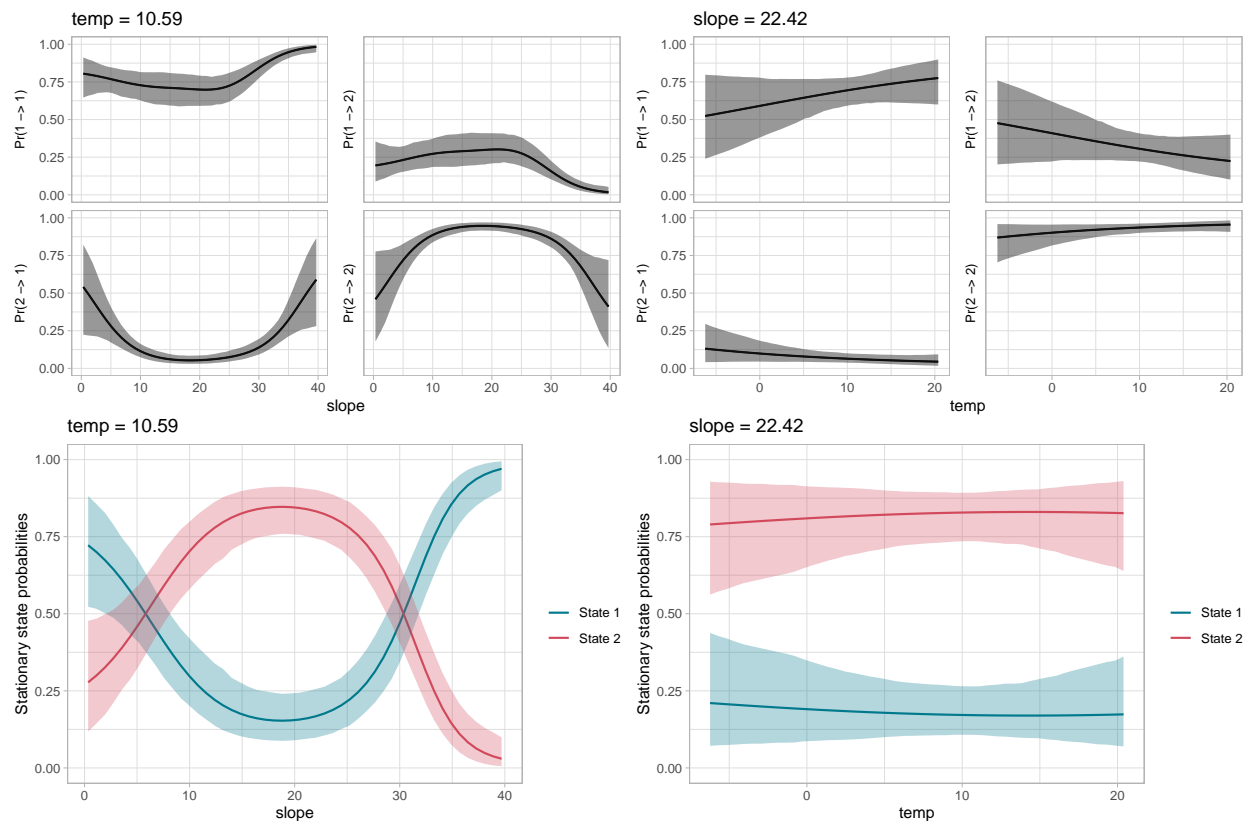 temp = 10.59
slope = 22.42
1.00
0.75
0.50
0.25
0.00
Pr(1 −> 1)
Pr(1 −> 2)
1.00
0.75
0.50
0.25
0.00
Pr(1 −> 1)
Pr(1 −> 2)
1.00
0.75
0.50
0.25
0.00
Pr(2 −> 1)
Pr(2 −> 2)
1.00
0.75
0.50
0.25
0.00
Pr(2 −> 1)
Pr(2 −> 2)
0 10 20 30 40
0 10 20 30 40
slope
0 10 20
0 10 20
temp
temp = 10.59
1.00
0.75
0.50
0.25
0.00
Stationary state probabilities
0 10 20 30 40
slope
State 1
State 2
slope = 22.42
1.00
0.75
0.50
0.25
0.00
Stationary state probabilities
0 10 20
temp
State 1
State 2